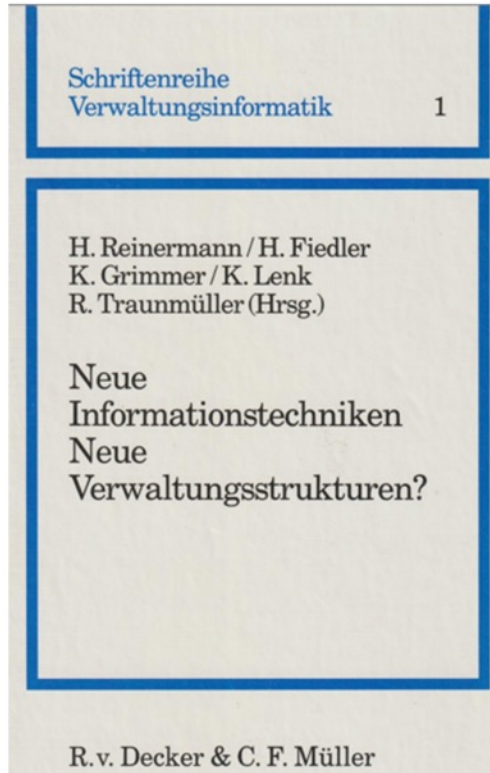 Schriftenreihe
Verwaltungsinformatik 1
H. Reinermann / H. Fiedler
K. Grimmer / K. Lenk
R. Traunmüller (Hrsg.)
Neue
Informationstechniken
Neue
Verwaltungsstrukturen?
R. v. Decker & C. F. Müller